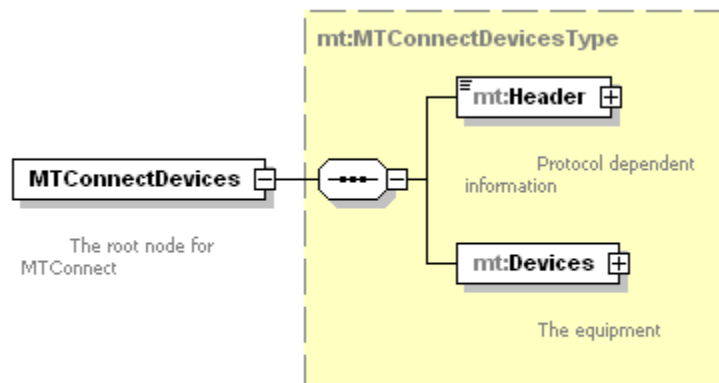 mt:MTConnectDevicesType
mt:Header
Protocol dependent
information
MTConnectDevices
The root node for
MTConnect
mt:Devices
The equipment